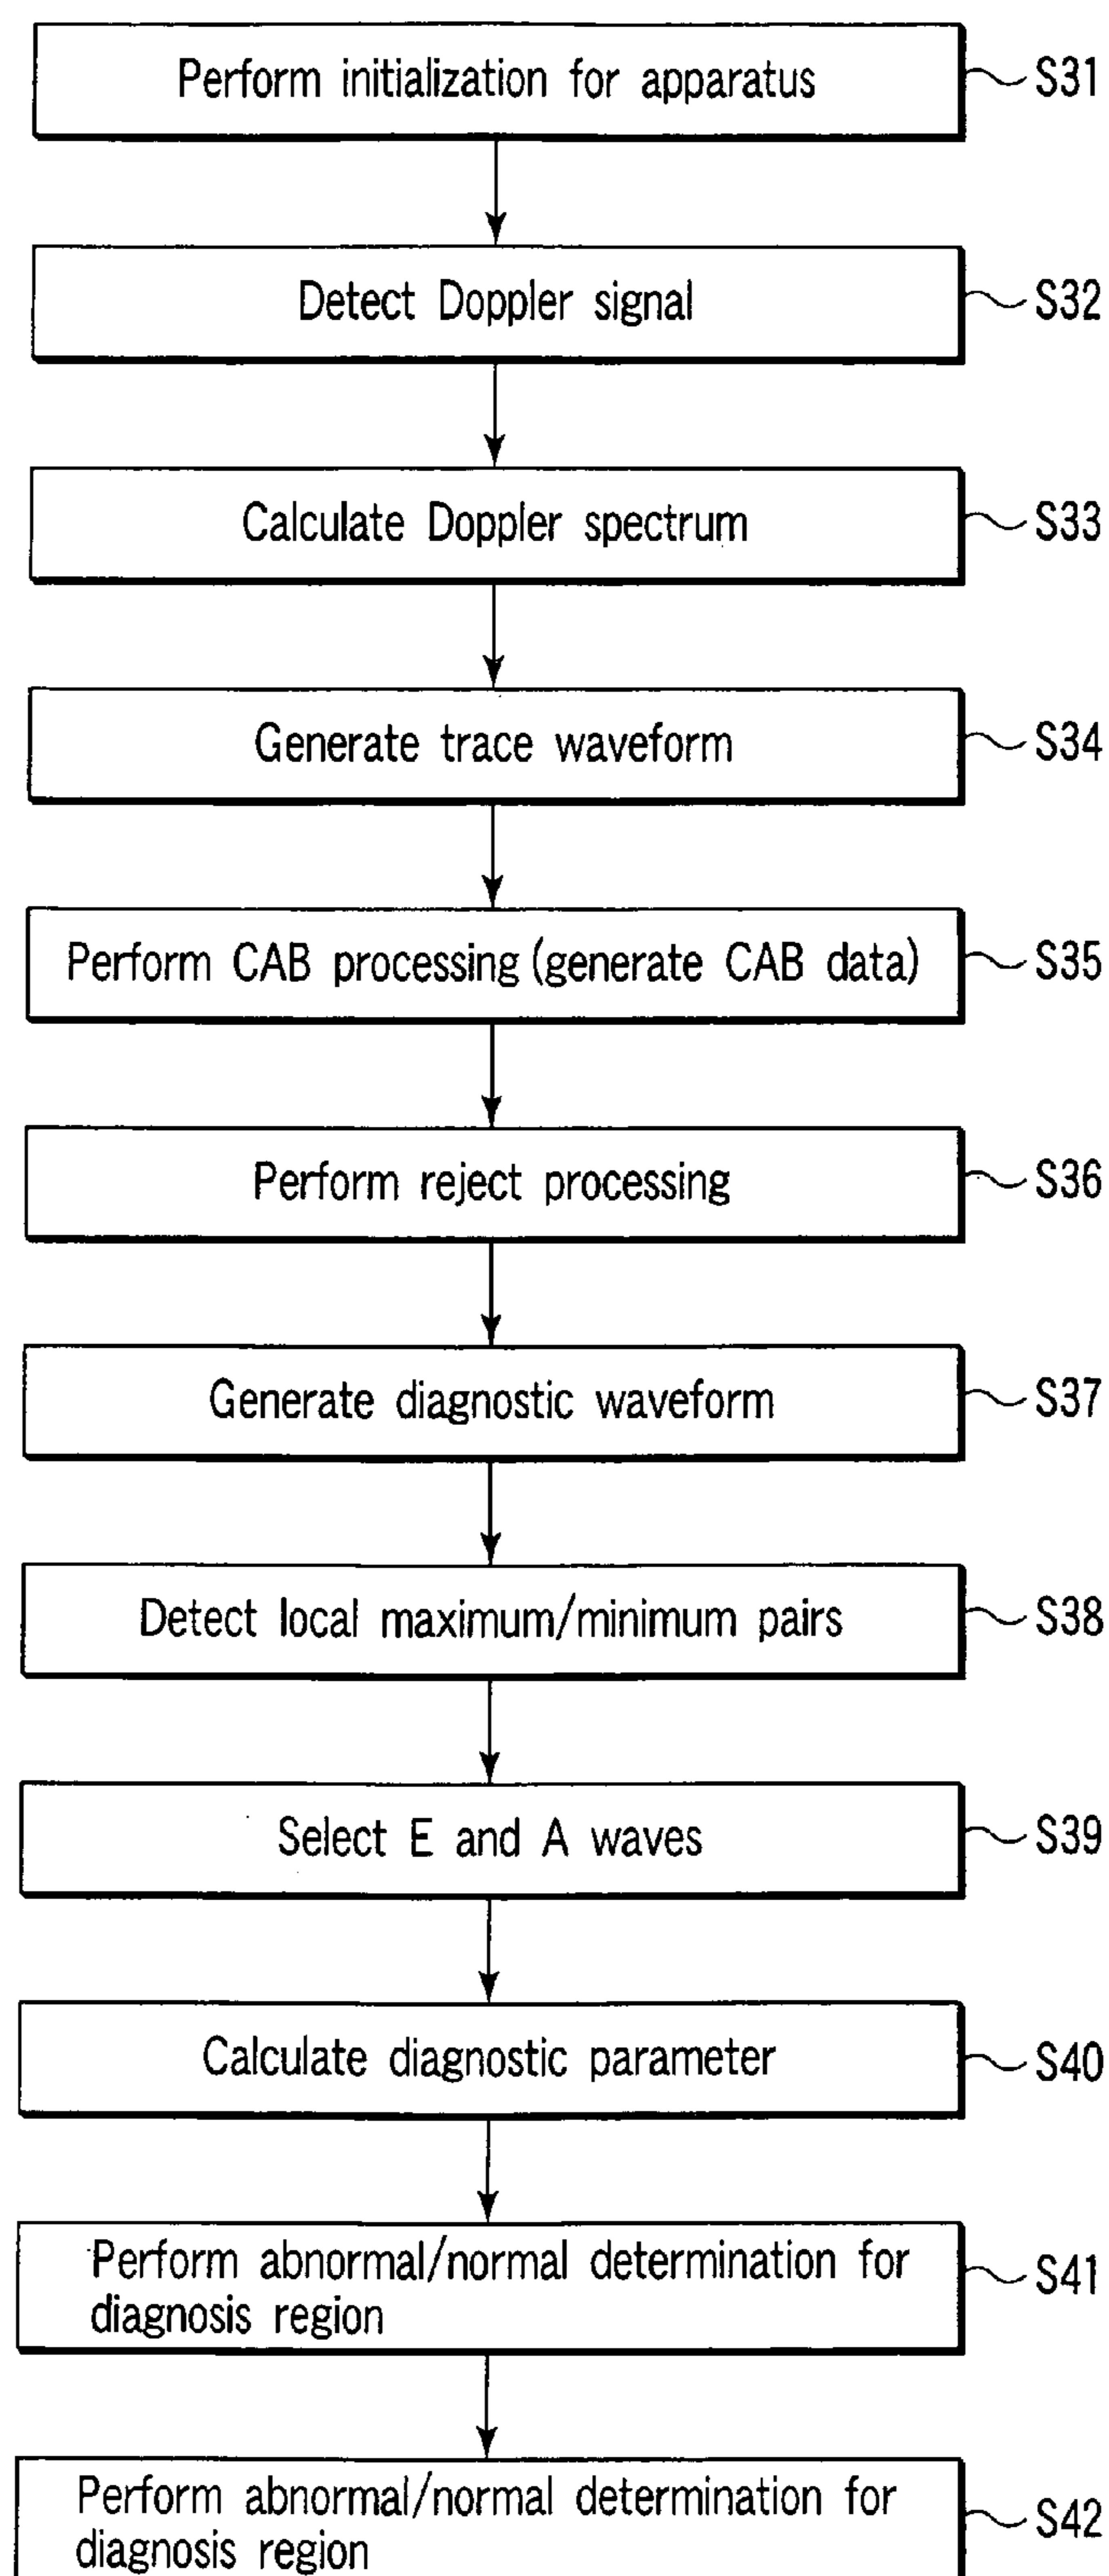 Perform initialization for apparatus S31
Detect Doppler signal S32
Calculate Doppler spectrum S33
Generate trace waveform S34
Perform CAB processing (generate CAB data) S35
Perform reject processing S36
Generate diagnostic waveform S37
Detect local maximum/minimum pairs S38
Select E and A waves S39
Calculate diagnostic parameter S40
Perform abnormal/normal determination for
diagnosis region S41
Perform abnormal/normal determination for
diagnosis region S42